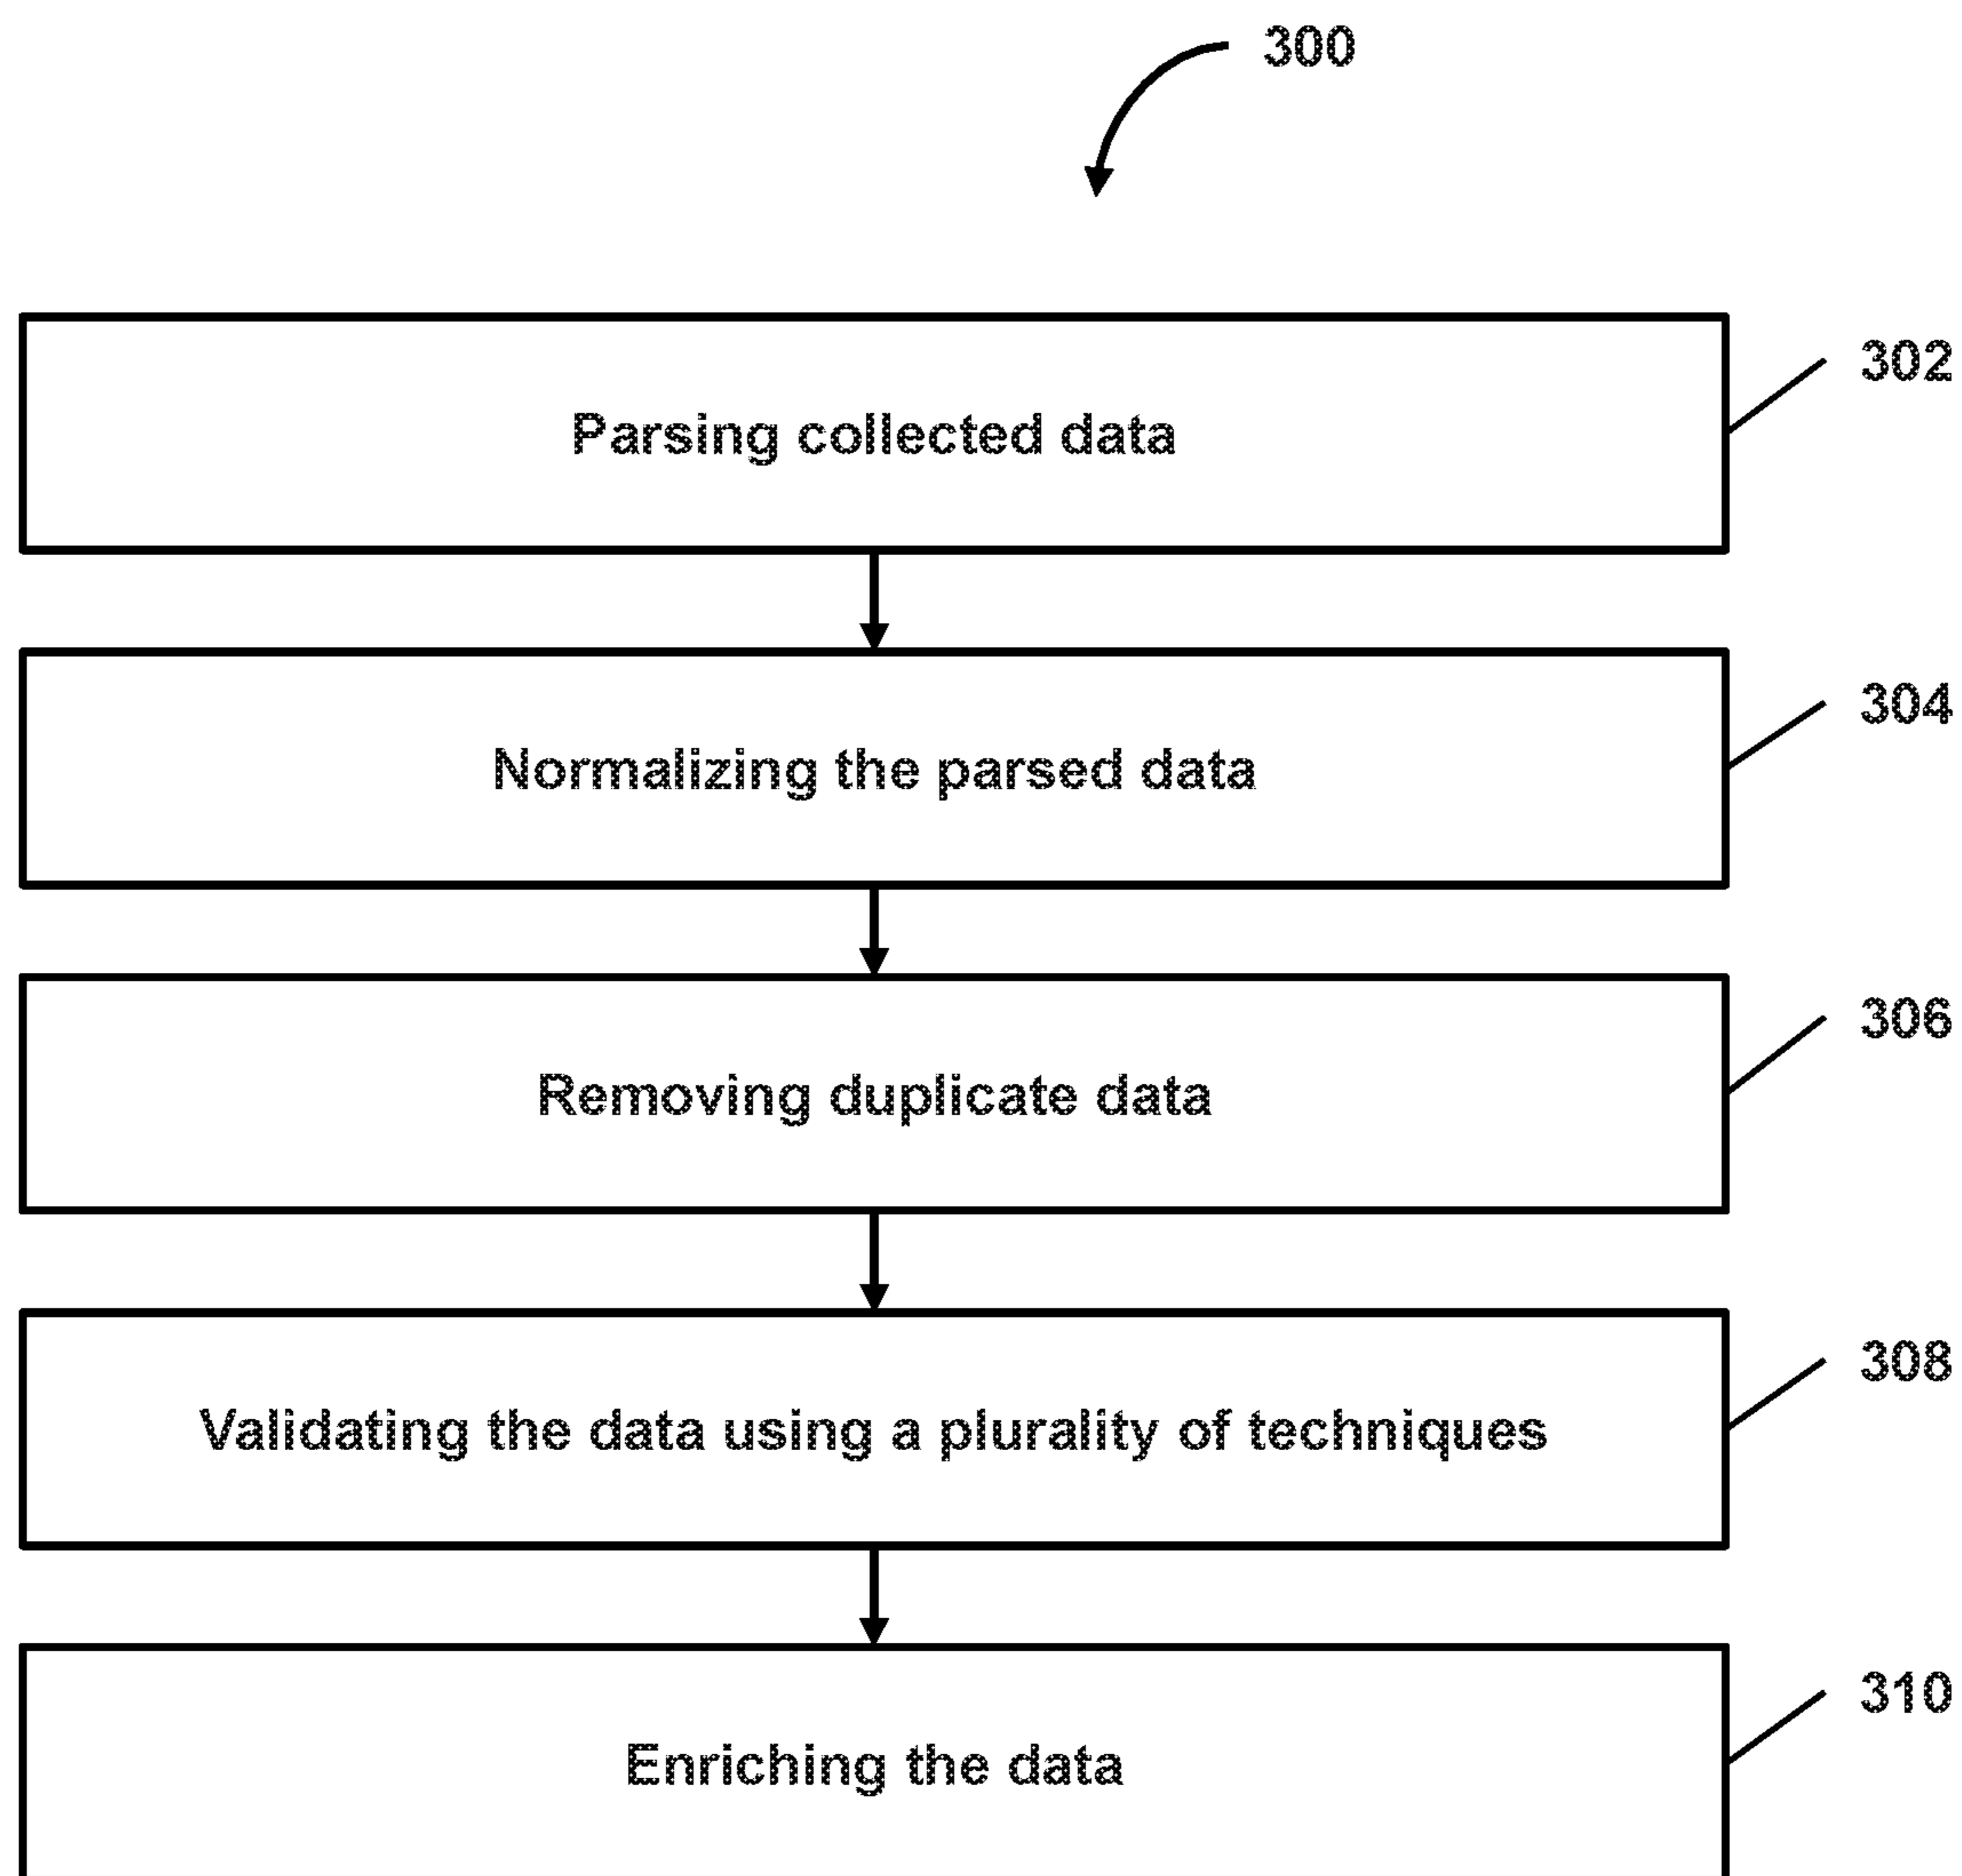 300
Parsing collected data
302
Normalizing the parsed data
304
Removing duplicate data
306
Validating the data using a plurality of techniques
308
Enriching the data
310